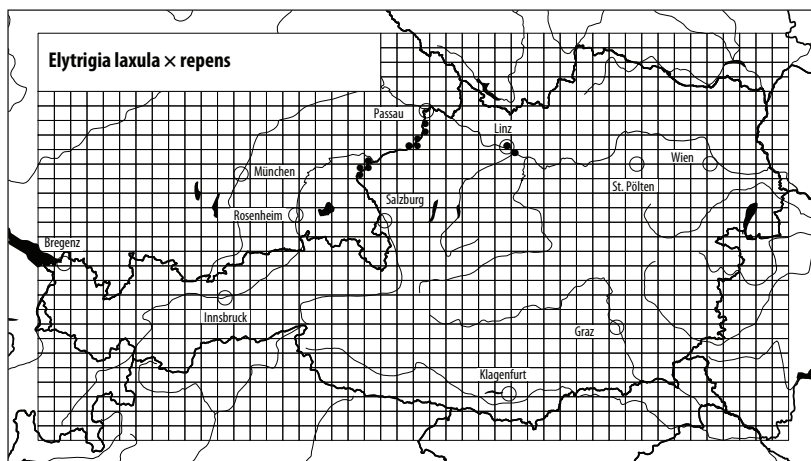 Elytrigia laxula × repens
Passau
Linz
München
Wien
St. Pölten
Rosenheim
Salzburg
Bregenz
Innsbruck
Graz
Klagenfurt